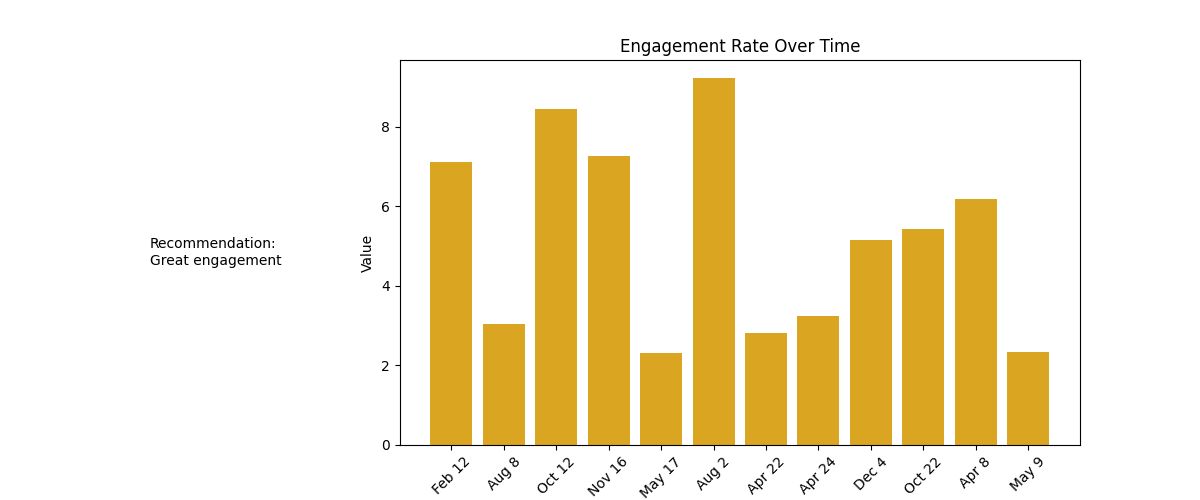 Engagement Rate Over Time
Recommendation:
Great engagement
Value
8
6
4
2
0
Feb 12
Aug 8
Oct 12
Nov 16
May 17
Aug 2
Apr 22
Apr 24
Dec 4
Oct 22
Apr 8
May 9